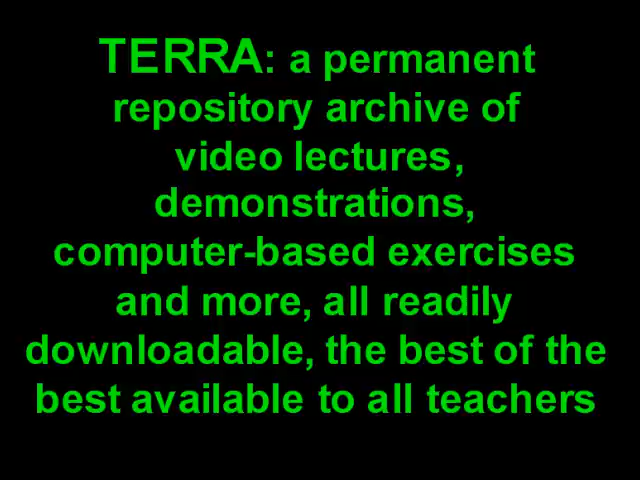 TERRA: a permanent
repository archive of
video lectures,
demonstrations,
computer-based exercises
and more, all readily
downloadable, the best of the
best available to all teachers